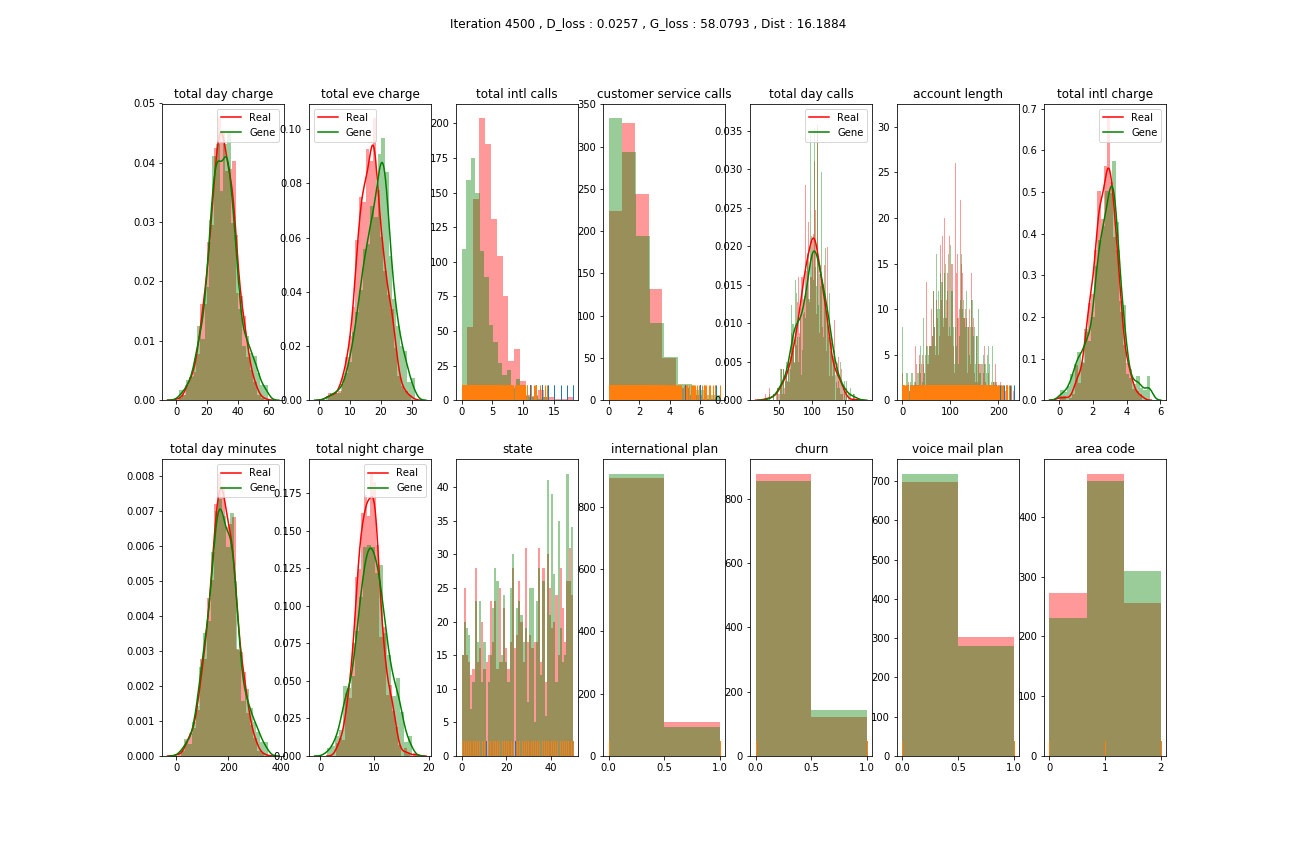 Iteration 4500 , D_loss : 0.0257 , G_loss : 58.0793 , Dist : 16.1884
total day charge
0.05
0.04
0.03
0.02
0.01
0.00
0 20 40 60
Real
Gene
total eve charge
0.10
0.08
0.06
0.04
0.02
0.00
0 10 20 30
Real
Gene
total intl calls
200
175
150
125
100
75
50
25
0
0 5 10 15
customer service calls
350
300
250
200
150
100
50
0
0 2 4 6
total day calls
0.035
0.030
0.025
0.020
0.015
0.010
0.005
0.000
50 100 150
Real
Gene
account length
30
25
20
15
10
5
0
0 100 200
total intl charge
0.7
0.6
0.5
0.4
0.3
0.2
0.1
0.0
0 2 4 6
Real
Gene
total day minutes
0.008
0.007
0.006
0.005
0.004
0.003
0.002
0.001
0.000
0 200 400
Real
Gene
total night charge
0.175
0.150
0.125
0.100
0.075
0.050
0.025
0.000
0 10 20
Real
Gene
state
40
35
30
25
20
15
10
5
0
0 20 40
international plan
800
600
400
200
0
0.0 0.5 1.0
churn
800
600
400
200
0
0.0 0.5 1.0
voice mail plan
700
600
500
400
300
200
100
0
0.0 0.5 1.0
area code
400
300
200
100
0
0 1 2